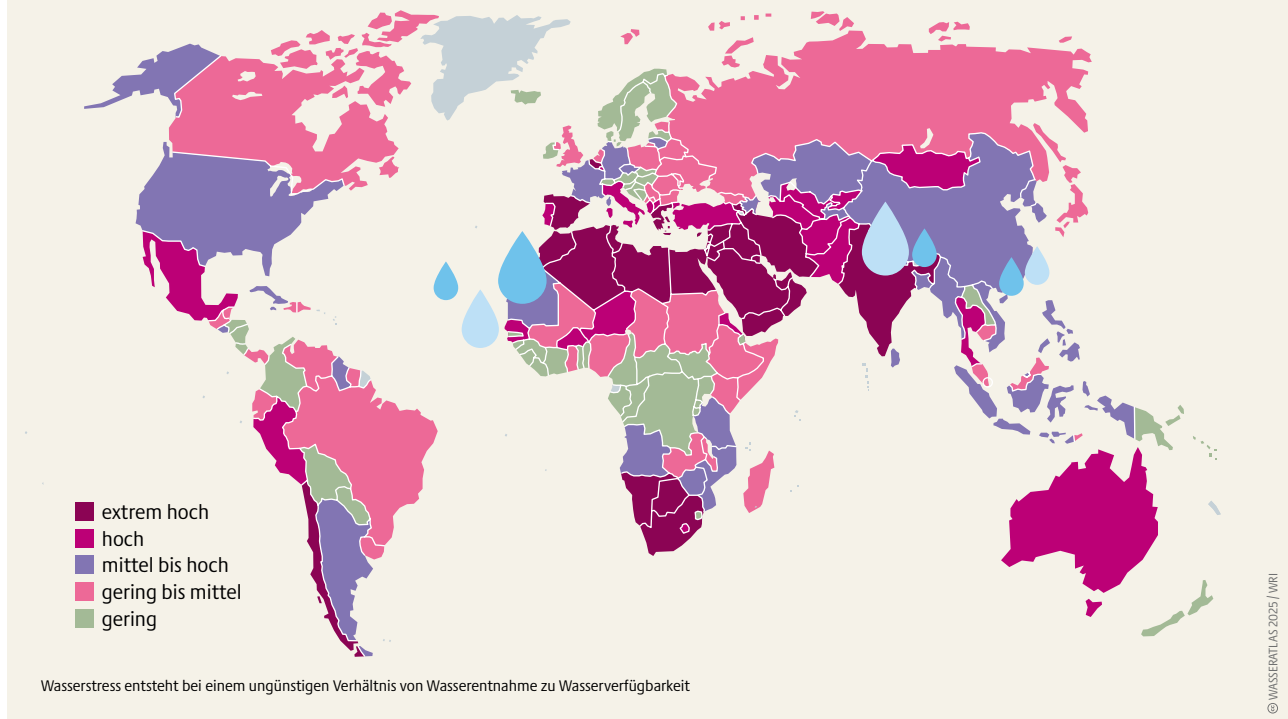 extrem hoch
hoch
mittel bis hoch
gering bis mittel
gering
Wasserstress entsteht bei einem ungünstigen Verhältnis von Wasserentnahme zu Wasserverfügbarkeit
WASSERATLAS 2025 / WRI